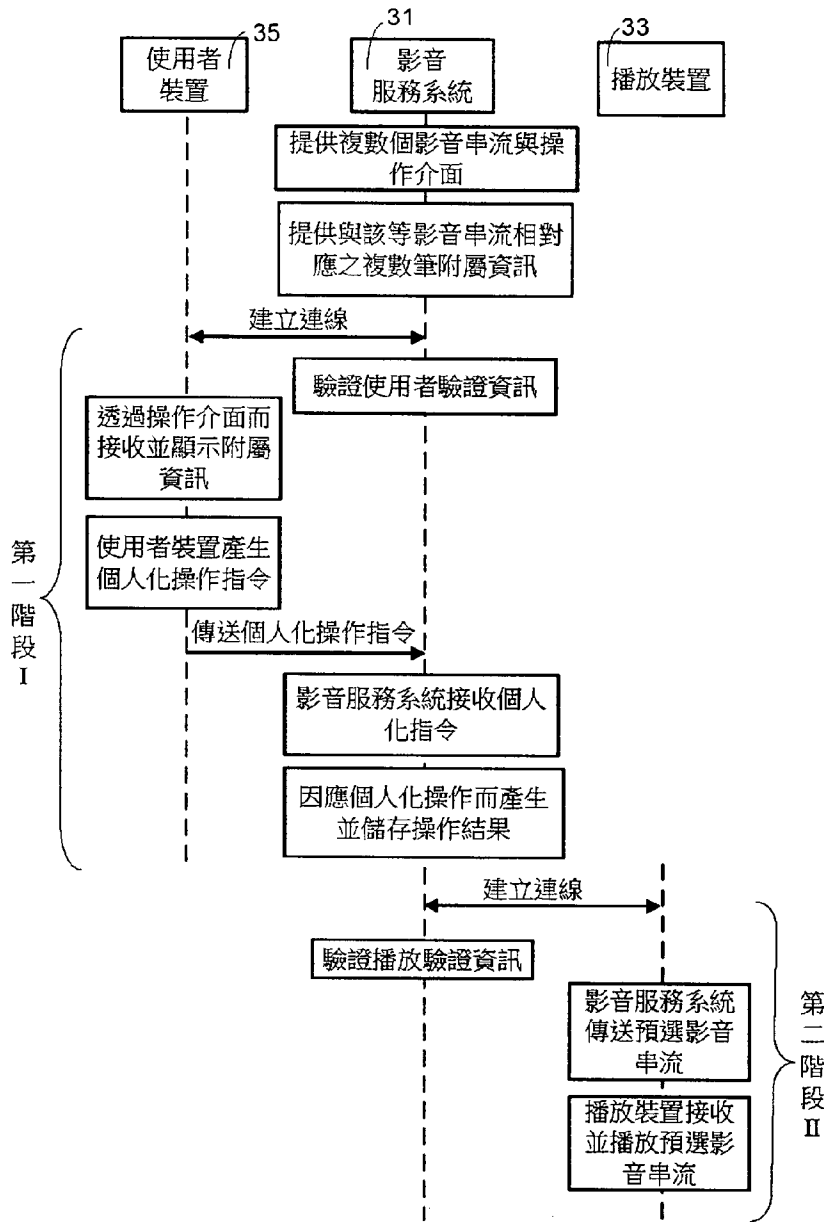 35
使用者
裝置
31
影音
服務系統
33
播放裝置
提供複數個影音串流與操
作介面
提供與該等影音串流相對
應之複數筆附屬資訊
建立連線
驗證使用者驗證資訊
透過操作介面而
接收並顯示附屬
資訊
使用者裝置產生
個人化操作指令
傳送個人化操作指令
影音服務系統接收個人
化指令
因應個人化操作而產生
並儲存操作結果
第一階段I
建立連線
驗證播放驗證資訊
影音服務系統
傳送預選影音
串流
播放裝置接收
並播放預選影
音串流
第二階段II